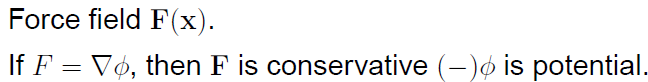 Force field F(x).
If F = ∇ϕ, then F is conservative (−)ϕ is potential.